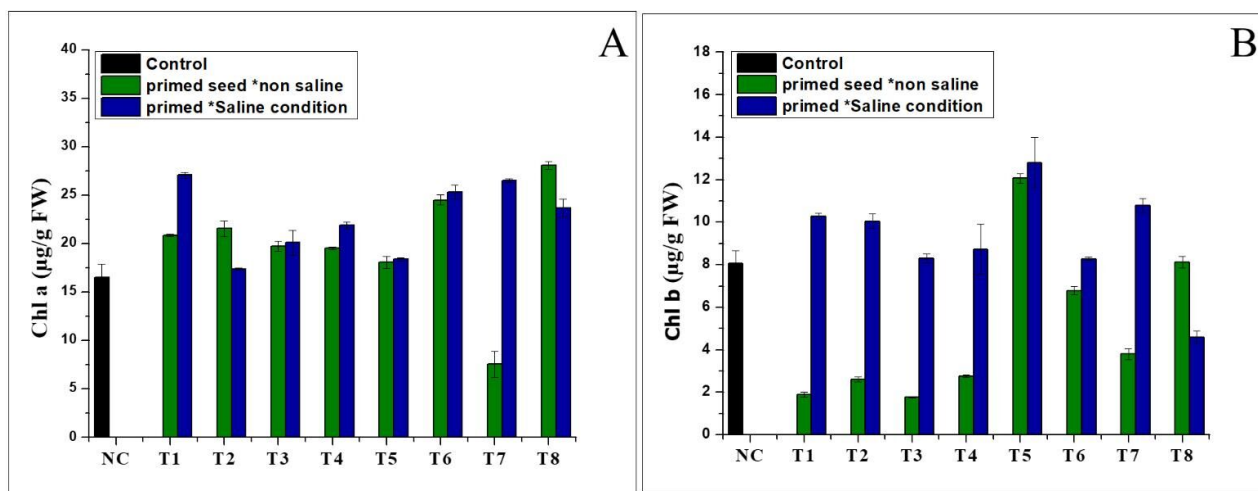 A
Control
primed seed *non saline
primed *Saline condition
Chl a (µg/g FW)
40
35
30
25
20
15
10
5
0
NC T1 T2 T3 T4 T5 T6 T7 T8
B
Control
primed seed *non saline
primed *Saline condition
Chl b (µg/g FW)
18
16
14
12
10
8
6
4
2
0
NC T1 T2 T3 T4 T5 T6 T7 T8